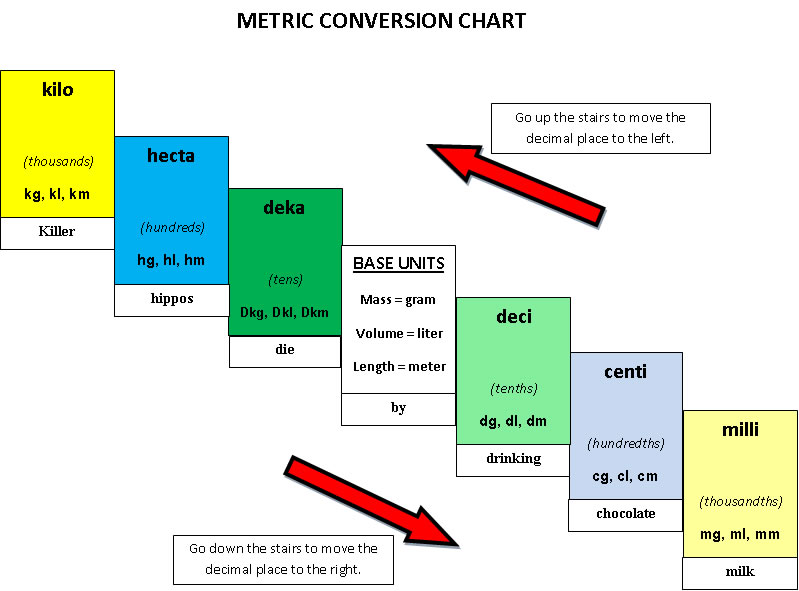 METRIC CONVERSION CHART
kilo
(thousands)
kg, kl, km
Killer
hecta
(hundreds)
hg, hl, hm
hippos
deka
(tens)
Dkg, Dkl, Dkm
die
BASE UNITS
Mass = gram
Volume = liter
Length = meter
by
deci
(tenths)
dg, dl, dm
drinking
centi
(hundredths)
cg, cl, cm
chocolate
milli
(thousandths)
mg, ml, mm
milk
Go up the stairs to move the
decimal place to the left.
Go down the stairs to move the
decimal place to the right.